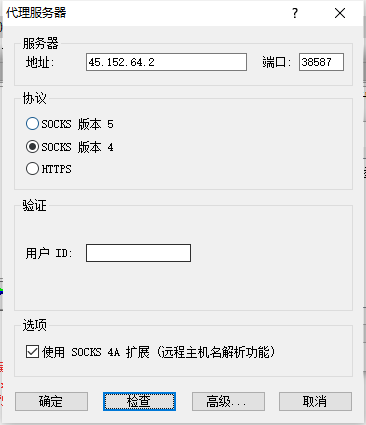 代理服务器
服务器
地址: 45.152.64.2 端口: 38587
协议
SOCKS 版本 5
SOCKS 版本 4
HTTPS
验证
用户 ID:
选项
使用 SOCKS 4A 扩展 (远程主机名解析功能)
确定 检查 高级... 取消